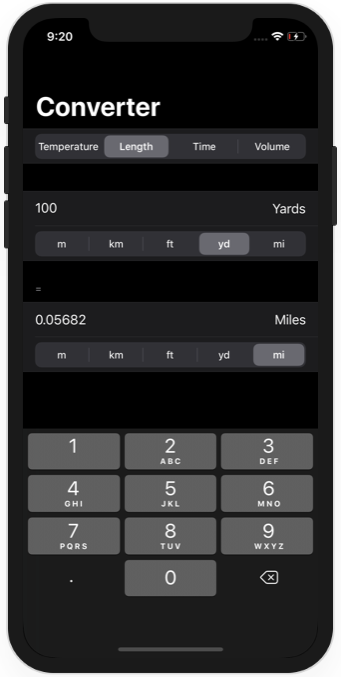 9:20
Converter
Temperature Length Time Volume
100 Yards
m km ft yd mi
=
0.05682 Miles
m km ft yd mi
1 2 3
ABC DEF
4 5 6
GHI JKL MNO
7 8 9
PQRS TUV WXYZ
. 0